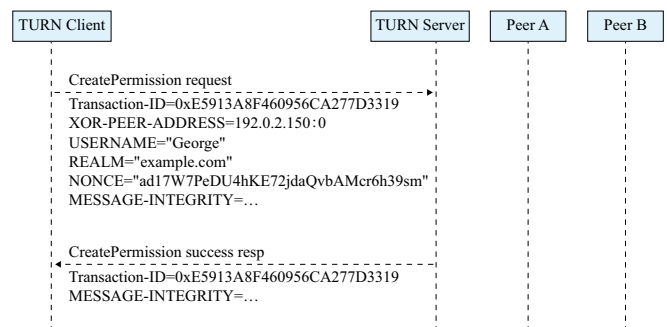 TURN Client
TURN Server
Peer A
Peer B
CreatePermission request
Transaction-ID=0xE5913A8F460956CA277D3319
XOR-PEER-ADDRESS=192.0.2.150:0
USERNAME="George"
REALM="example.com"
NONCE="ad17W7PeDU4hKE72jdaQvbAMcr6h39sm"
MESSAGE-INTEGRITY=…
CreatePermission success resp
Transaction-ID=0xE5913A8F460956CA277D3319
MESSAGE-INTEGRITY=…